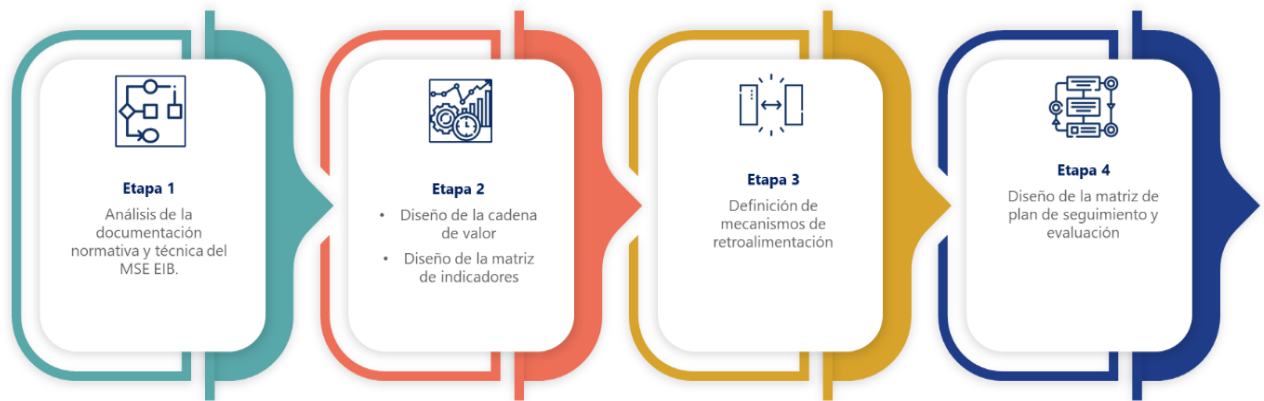 Etapa 1
Análisis de la
documentación
normativa y técnica del
MSE EIB.
Etapa 2
• Diseño de la cadena
de valor
• Diseño de la matriz
de indicadores
Etapa 3
Definición de
mecanismos de
retroalimentación
Etapa 4
Diseño de la matriz de
plan de seguimiento y
evaluación